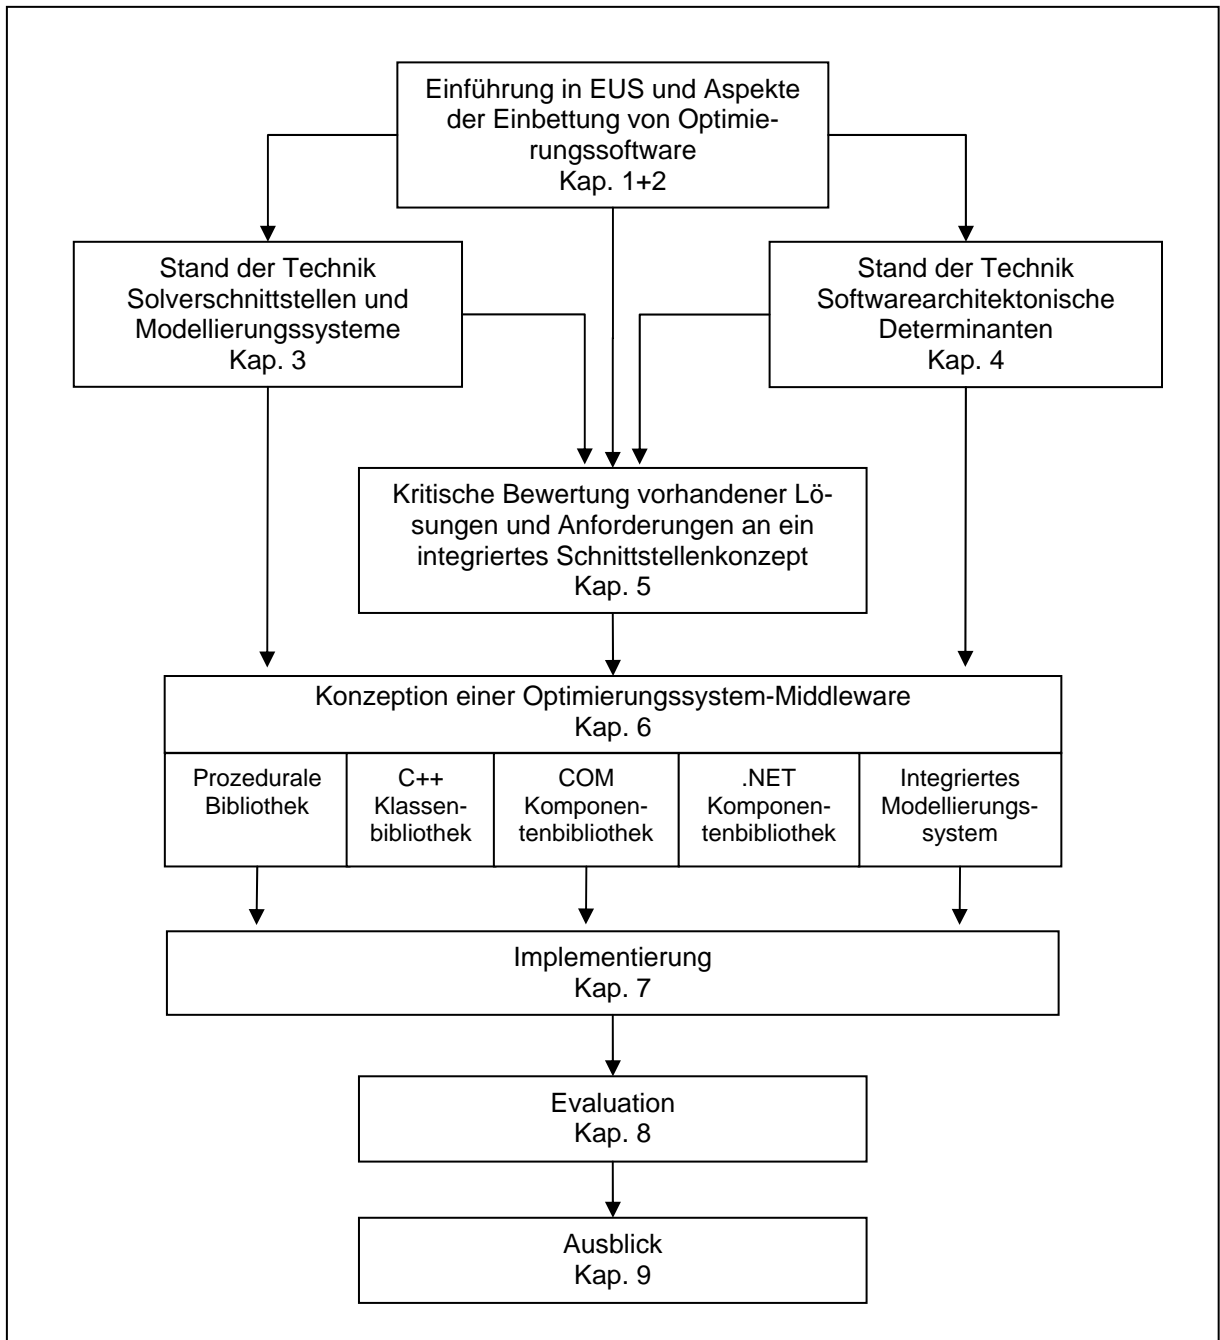 Einführung in EUS und Aspekte
der Einbettung von Optimie-
rungssoftware
Kap. 1+2
Stand der Technik
Solverschnittstellen und
Modellierungssysteme
Kap. 3
Stand der Technik
Softwarearchitektonische
Determinanten
Kap. 4
Kritische Bewertung vorhandener Lö-
sungen und Anforderungen an ein
integriertes Schnittstellenkonzept
Kap. 5
Konzeption einer Optimierungssystem-Middleware
Kap. 6
Prozedurale
Bibliothek
C++
Klassen-
bibliothek
COM
Komponen-
tenbibliothek
.NET
Komponen-
tenbibliothek
Integriertes
Modellierungs-
system
Implementierung
Kap. 7
Evaluation
Kap. 8
Ausblick
Kap. 9